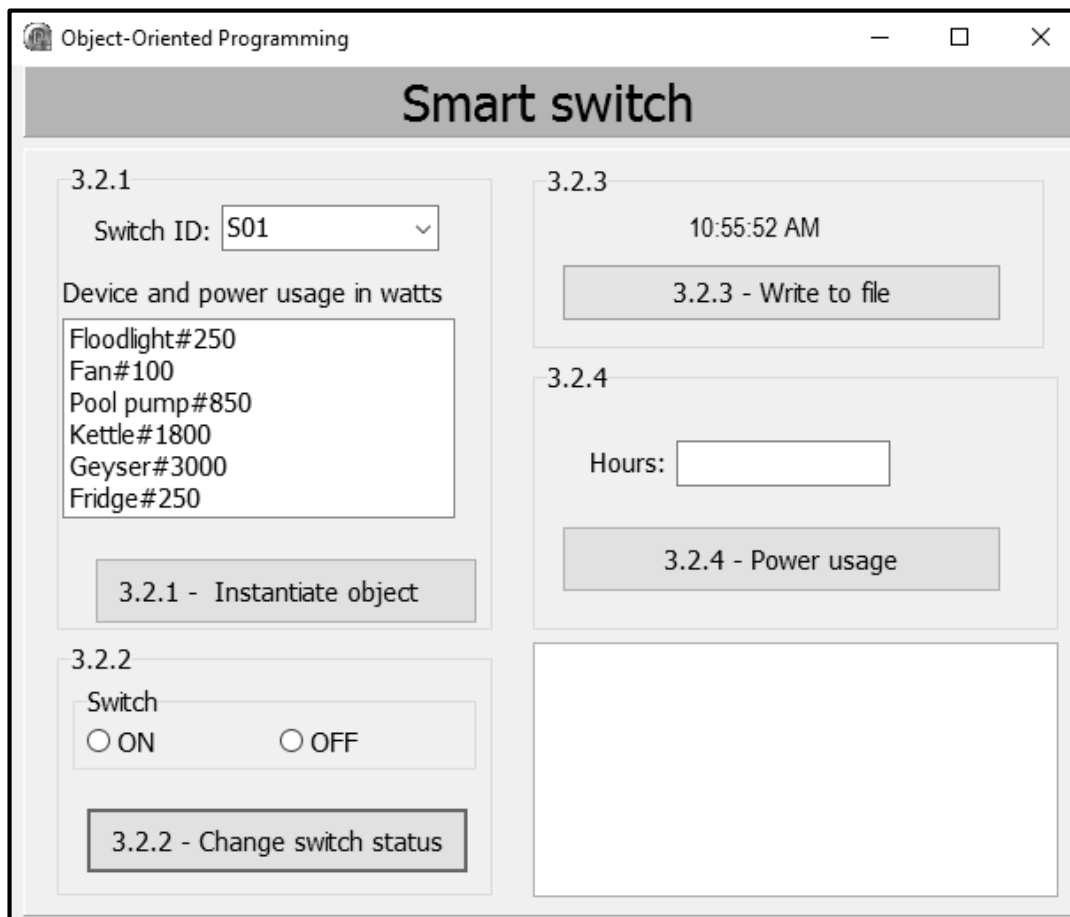 Object-Oriented Programming
Smart switch
3.2.1
Switch ID: S01
Device and power usage in watts
Floodlight#250
Fan#100
Pool pump#850
Kettle#1800
Geyser#3000
Fridge#250
3.2.1 - Instantiate object
3.2.2
Switch
ON OFF
3.2.2 - Change switch status
3.2.3
10:55:52 AM
3.2.3 - Write to file
3.2.4
Hours:
3.2.4 - Power usage